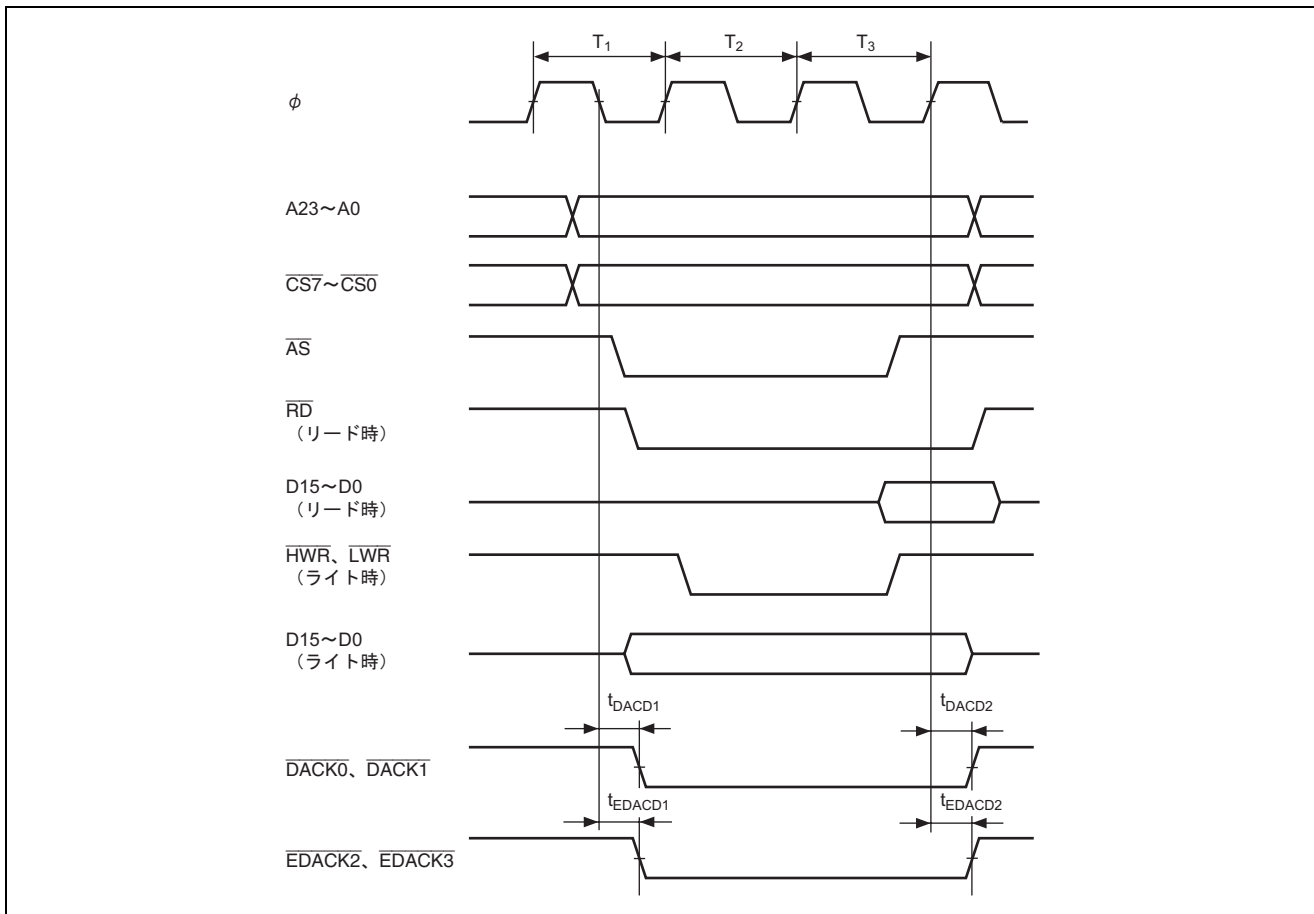 T1 T2 T3
φ
A23～A0
CS7～CS0
AS
RD
（リード時）
D15～D0
（リード時）
HWR、LWR
（ライト時）
D15～D0
（ライト時）
tDACD1 tDACD2
DACK0、DACK1
tEDACD1 tEDACD2
EDACK2、EDACK3